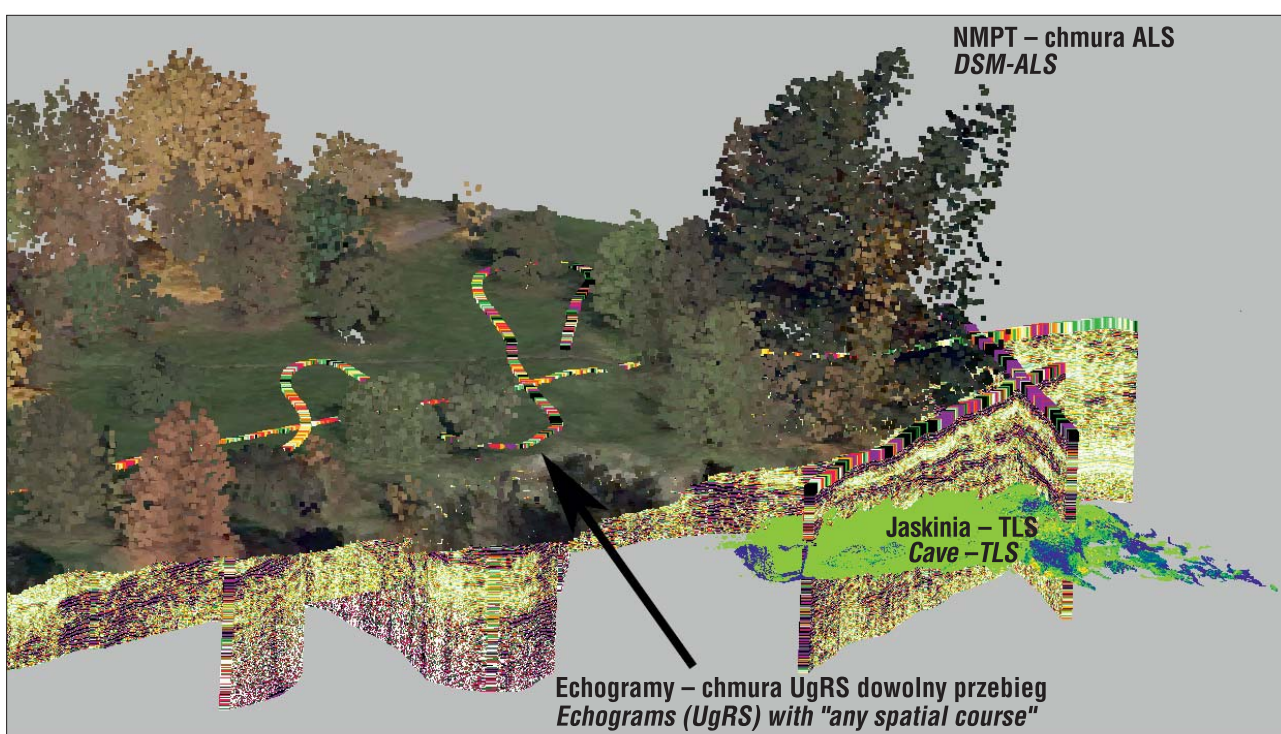 NMPT – chmura ALS
DSM-ALS
Jaskinia – TLS
Cave –TLS
Echogramy – chmura UgRS dowolny przebieg
Echograms (UgRS) with "any spatial course"